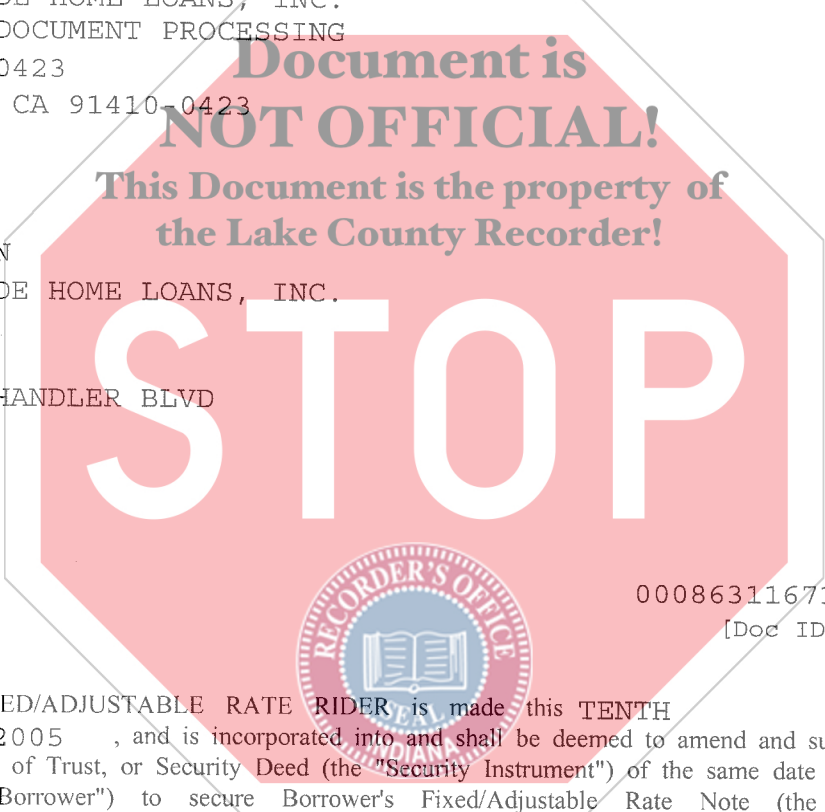 DE HOME LOANS, INC.
DOCUMENT PROCESSING
0423
CA 91410-0423
Document is
NOT OFFICIAL!
This Document is the property of
the Lake County Recorder!
N
DE HOME LOANS, INC.
HANDLER BLVD
STOP
RECORDER'S OFFICE
SEAL
INDIANA
0008631167
[Doc ID
ED/ADJUSTABLE RATE RIDER is made this TENTH
2005 , and is incorporated into and shall be deemed to amend and su
of Trust, or Security Deed (the "Security Instrument") of the same date
Borrower") to secure Borrower's Fixed/Adjustable Rate Note (the